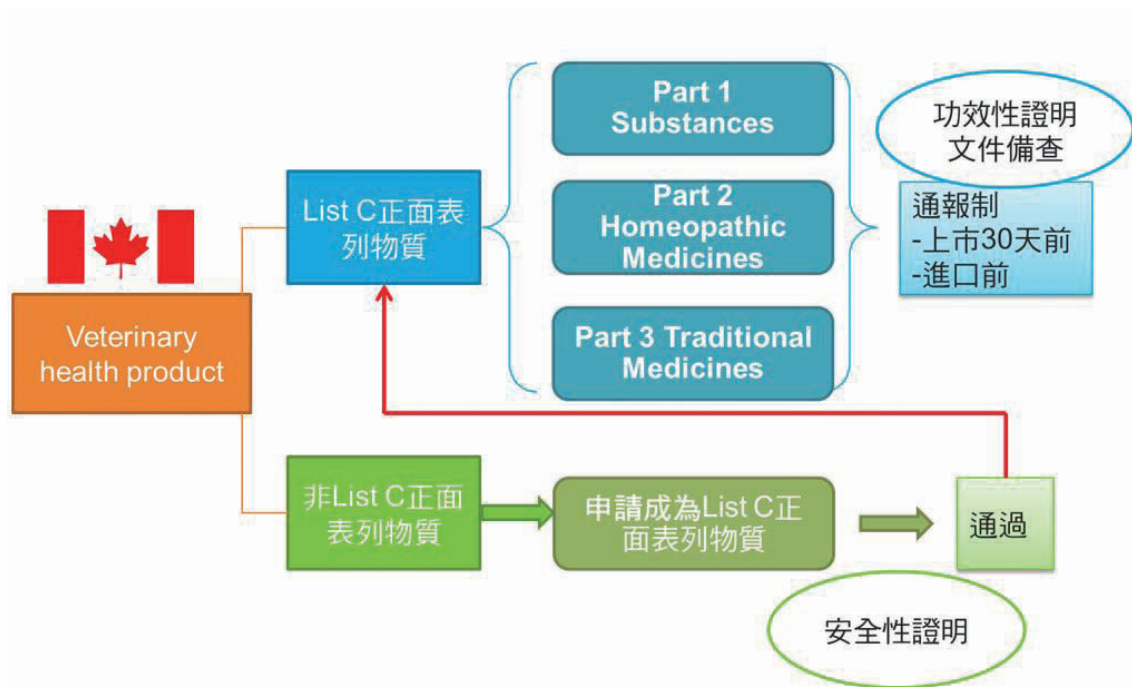 Part 1
Substances
功效性證明
文件備查
List C正面表
列物質
Part 2
Homeopathic
Medicines
通報制
-上市30天前
-進口前
Veterinary
health product
Part 3 Traditional
Medicines
非List C正面
表列物質
申請成為List C正
面表列物質
通過
安全性證明